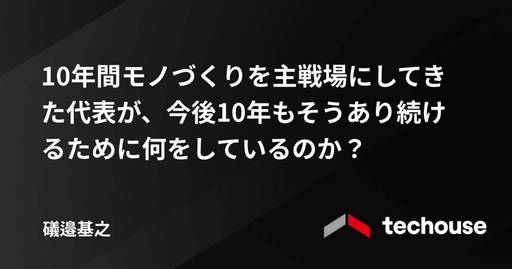 10年間モノづくりを主戦場にしてき
た代表が、今後10年もそうあり続け
るために何をしているのか？
礒邉基之
techouse